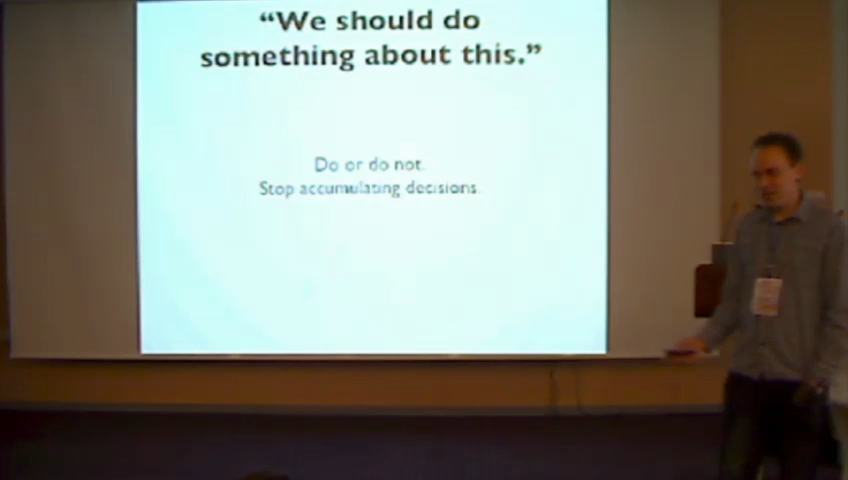 “We should do
something about this.”
Do or do not.
Stop accumulating decisions.